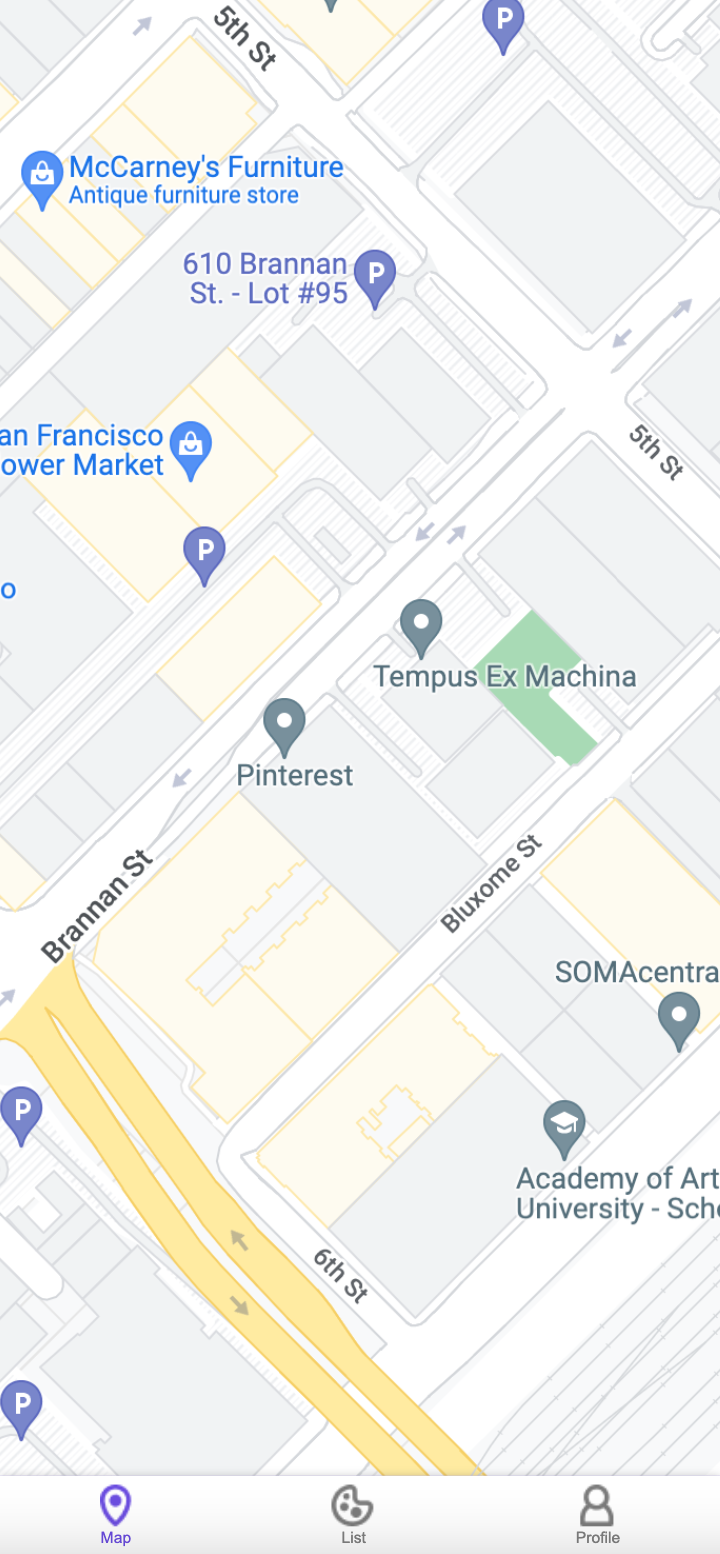 5th St
P
McCarney's Furniture
Antique furniture store
610 Brannan
St. - Lot #95
P
an Francisco
ower Market
5th St
P
o
Tempus Ex Machina
Pinterest
Brannan St
Bluxome St
SOMAcentra
P
Academy of Art
University - Sch
6th St
P
Map
List
Profile